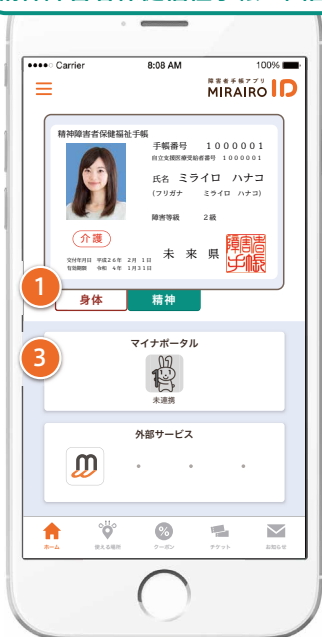 Carrier 8:08 AM 100%
障害者手帳アプリ
MIRAIRO ID
精神障害者保健福祉手帳
手帳番号 1000001
自立支援医療受給者番号 1000001
氏名 ミライロ ハナコ
(フリガナ ミライロ ハナコ)
障害等級 2級
介護
交付年月日 平成26年 2月 1日
有効期限 令和 4年 1月31日
未来県
障害者手帳
1
身体 精神
3
マイナポータル
未連携
外部サービス
ホーム 使える場所 クーポン チケット お知らせ